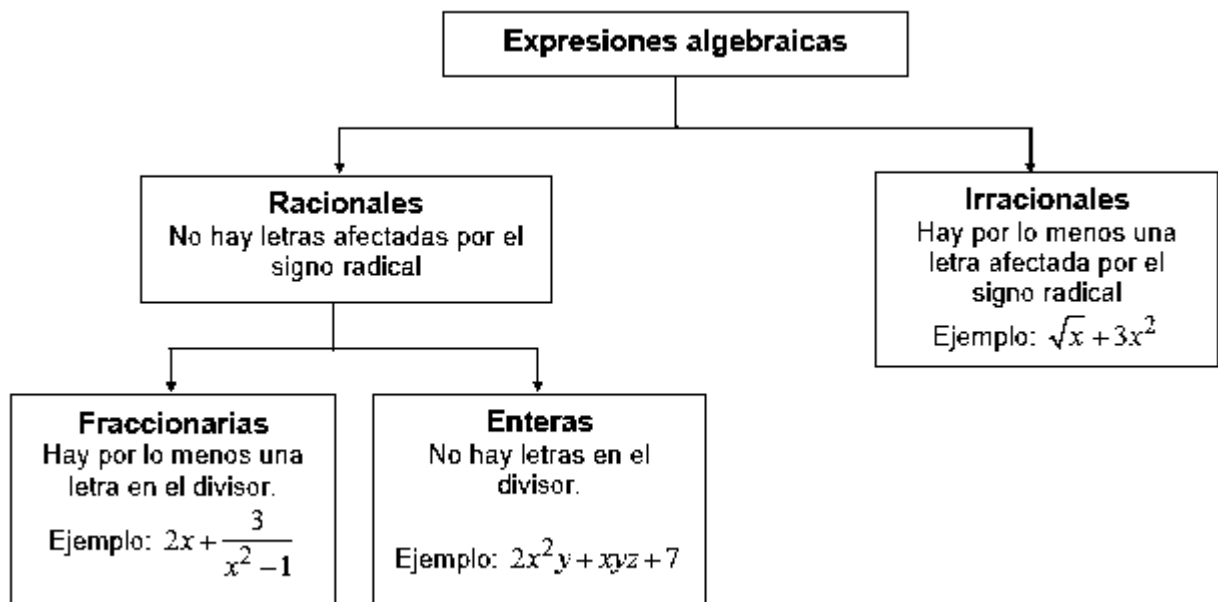 Expresiones algebraicas
Racionales
No hay letras afectadas por el
signo radical
Irracionales
Hay por lo menos una
letra afectada por el
signo radical
Ejemplo: √x + 3x²
Fraccionarias
Hay por lo menos una
letra en el divisor.
Ejemplo: 2x + 3/(x² − 1)
Enteras
No hay letras en el
divisor.
Ejemplo: 2x²y + xyz + 7